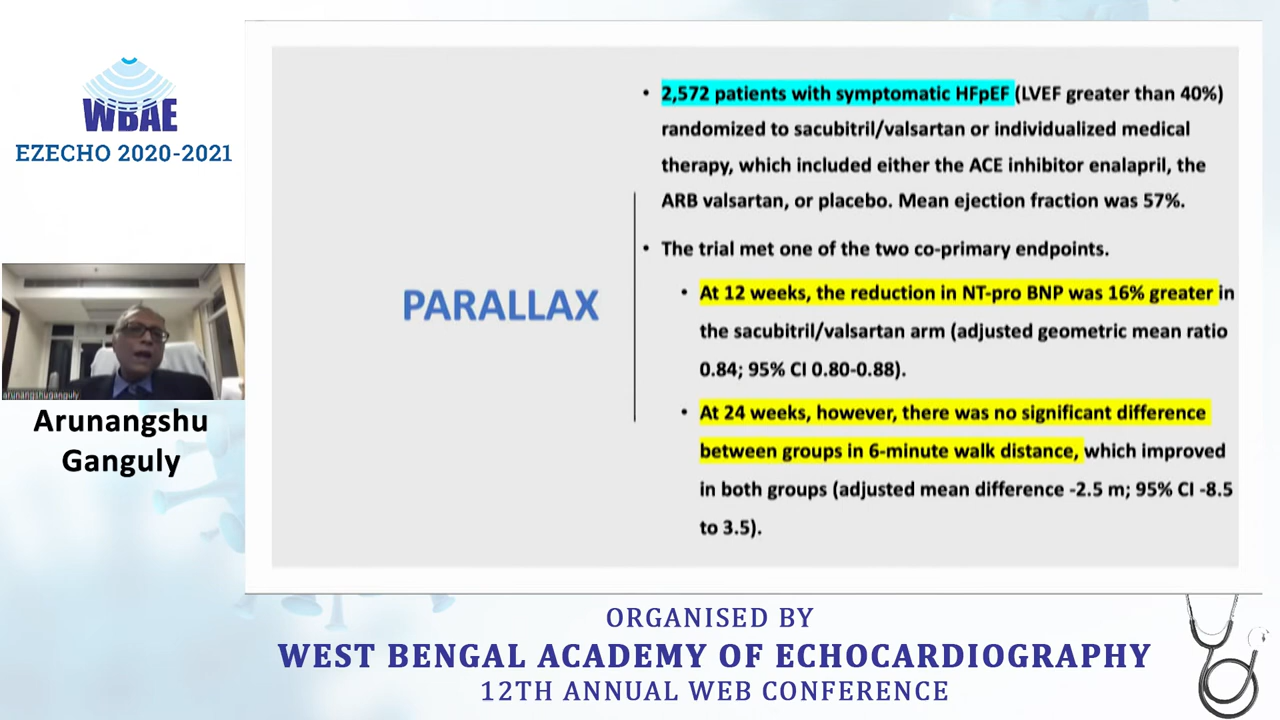 WBAE
EZECHO 2020-2021
arunangshuganguly
Arunangshu
Ganguly
PARALLAX
• 2,572 patients with symptomatic HFpEF (LVEF greater than 40%)
randomized to sacubitril/valsartan or individualized medical
therapy, which included either the ACE inhibitor enalapril, the
ARB valsartan, or placebo. Mean ejection fraction was 57%.
• The trial met one of the two co-primary endpoints.
• At 12 weeks, the reduction in NT-pro BNP was 16% greater in
the sacubitril/valsartan arm (adjusted geometric mean ratio
0.84; 95% CI 0.80-0.88).
• At 24 weeks, however, there was no significant difference
between groups in 6-minute walk distance, which improved
in both groups (adjusted mean difference -2.5 m; 95% CI -8.5
to 3.5).
ORGANISED BY
WEST BENGAL ACADEMY OF ECHOCARDIOGRAPHY
12TH ANNUAL WEB CONFERENCE